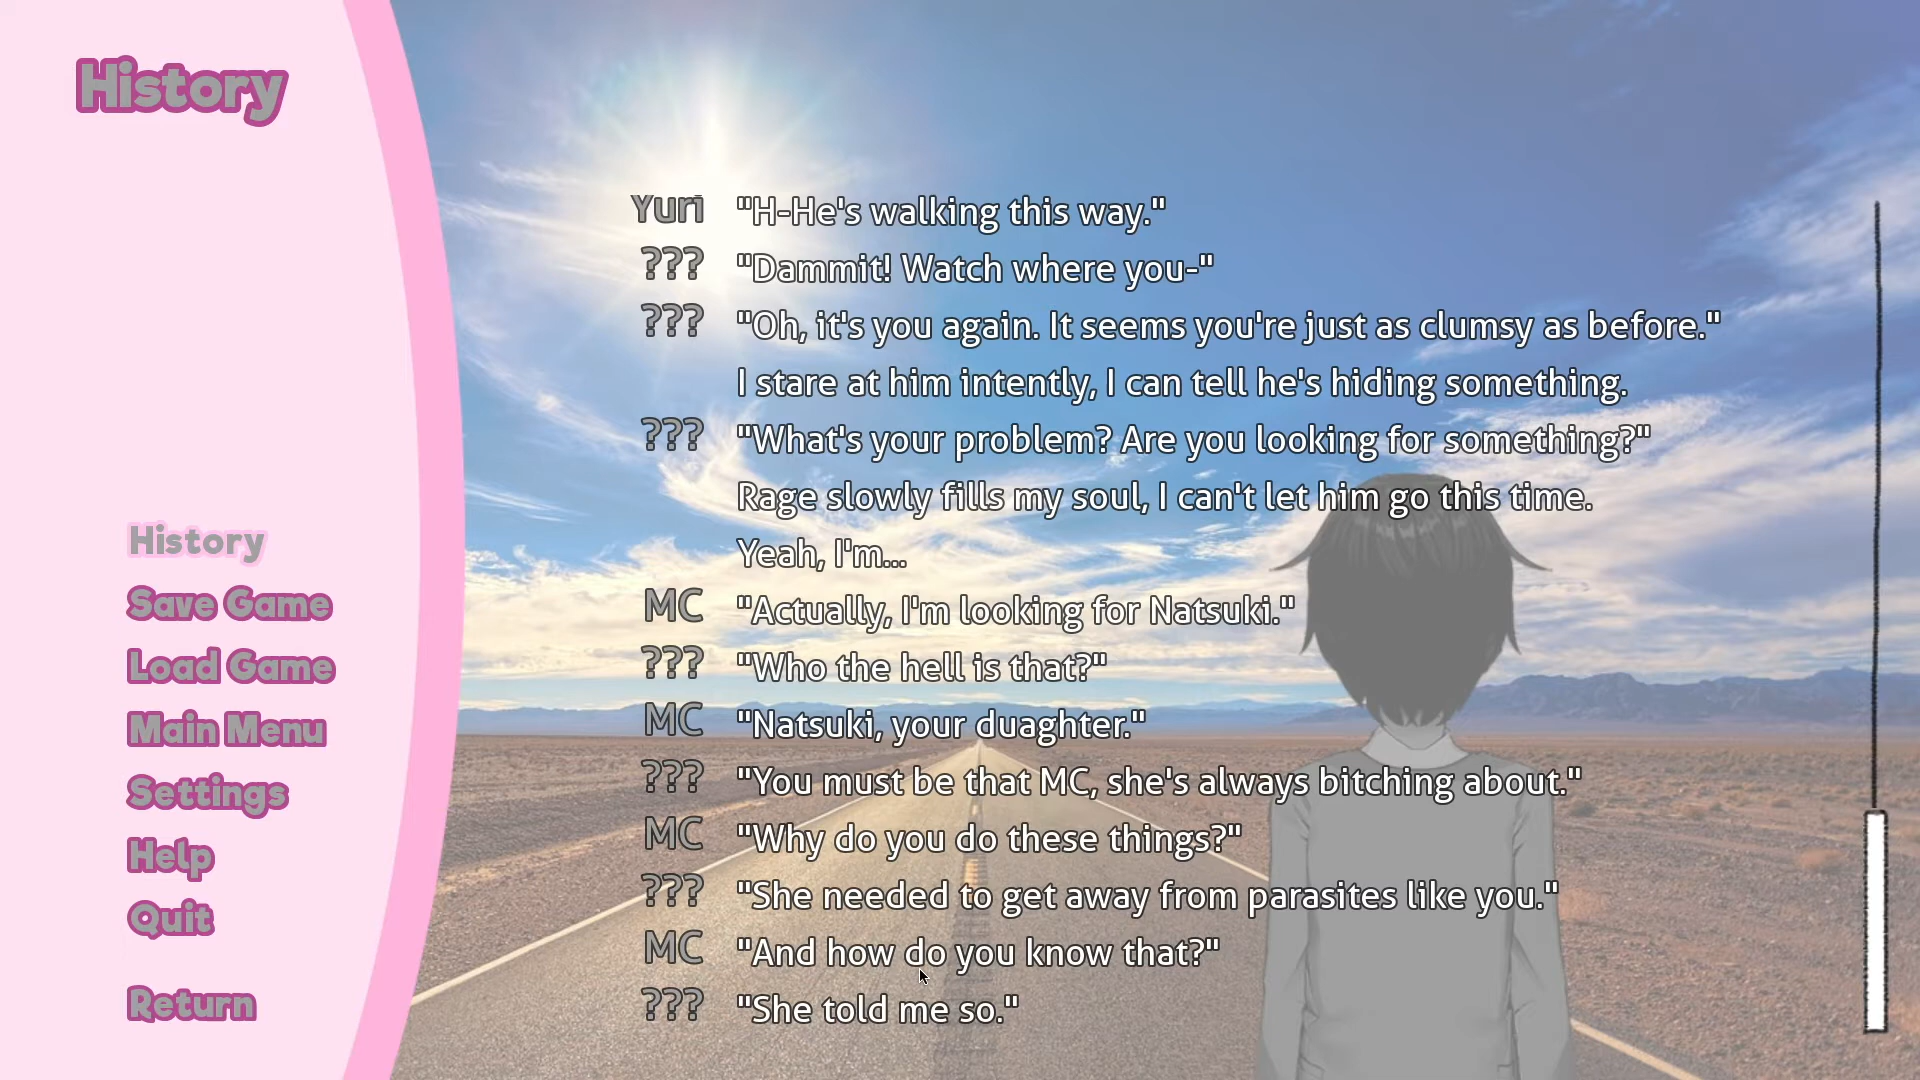 History
Yuri "H-He's walking this way."
??? "Dammit! Watch where you-"
??? "Oh, it's you again. It seems you're just as clumsy as before."
I stare at him intently, I can tell he's hiding something.
??? "What's your problem? Are you looking for something?"
Rage slowly fills my soul, I can't let him go this time.
Yeah, I'm...
MC "Actually, I'm looking for Natsuki."
??? "Who the hell is that?"
MC "Natsuki, your duaghter."
??? "You must be that MC, she's always bitching about."
MC "Why do you do these things?"
??? "She needed to get away from parasites like you."
MC "And how do you know that?"
??? "She told me so."
History
Save Game
Load Game
Main Menu
Settings
Help
Quit
Return